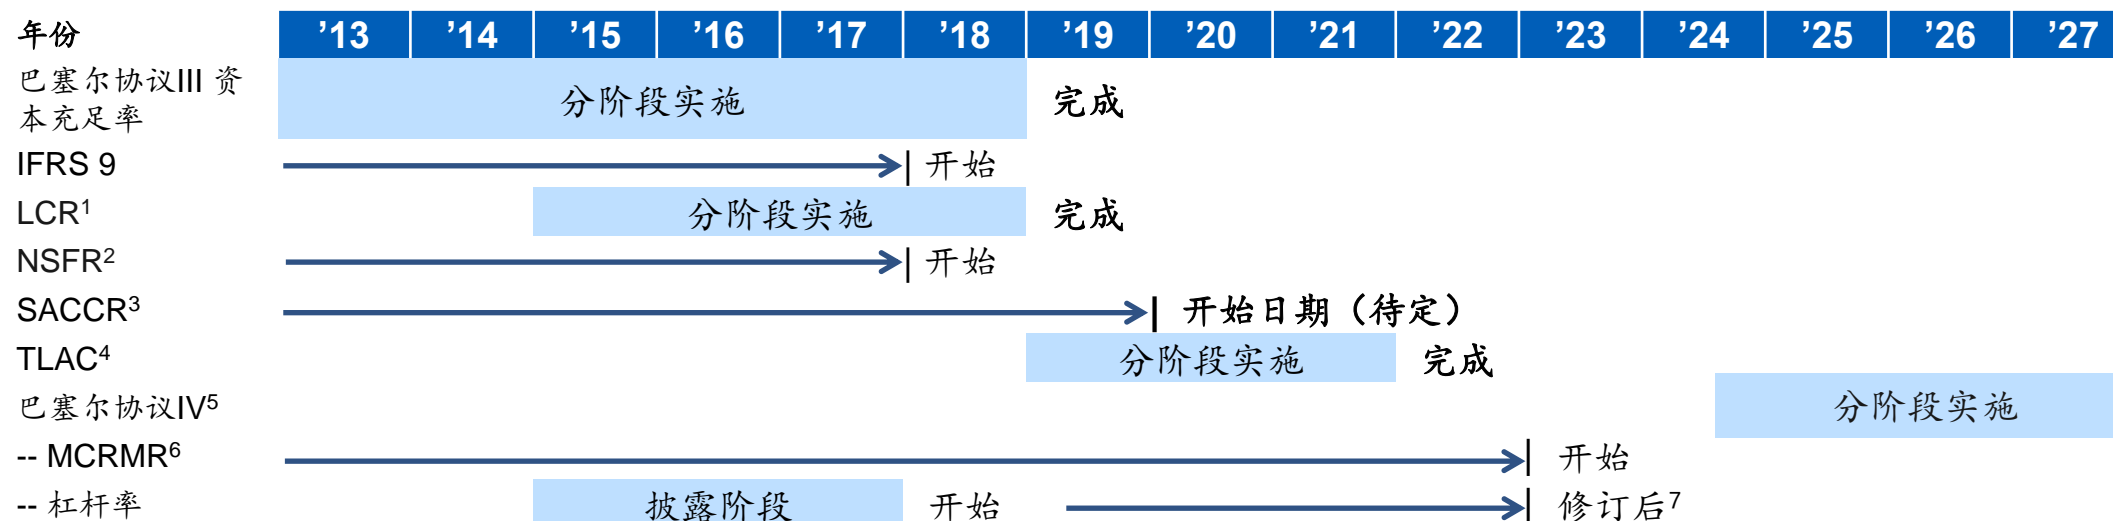 年份 ’13 ’14 ’15 ’16 ’17 ’18 ’19 ’20 ’21 ’22 ’23 ’24 ’25 ’26 ’27
巴塞尔协议III 资
本充足率 分阶段实施 完成
IFRS 9 | 开始
LCR¹ 分阶段实施 完成
NSFR² | 开始
SACCR³ | 开始日期（待定）
TLAC⁴ 分阶段实施 完成
巴塞尔协议IV⁵ 分阶段实施
-- MCRMR⁶ | 开始
-- 杠杆率 披露阶段 开始 | 修订后⁷